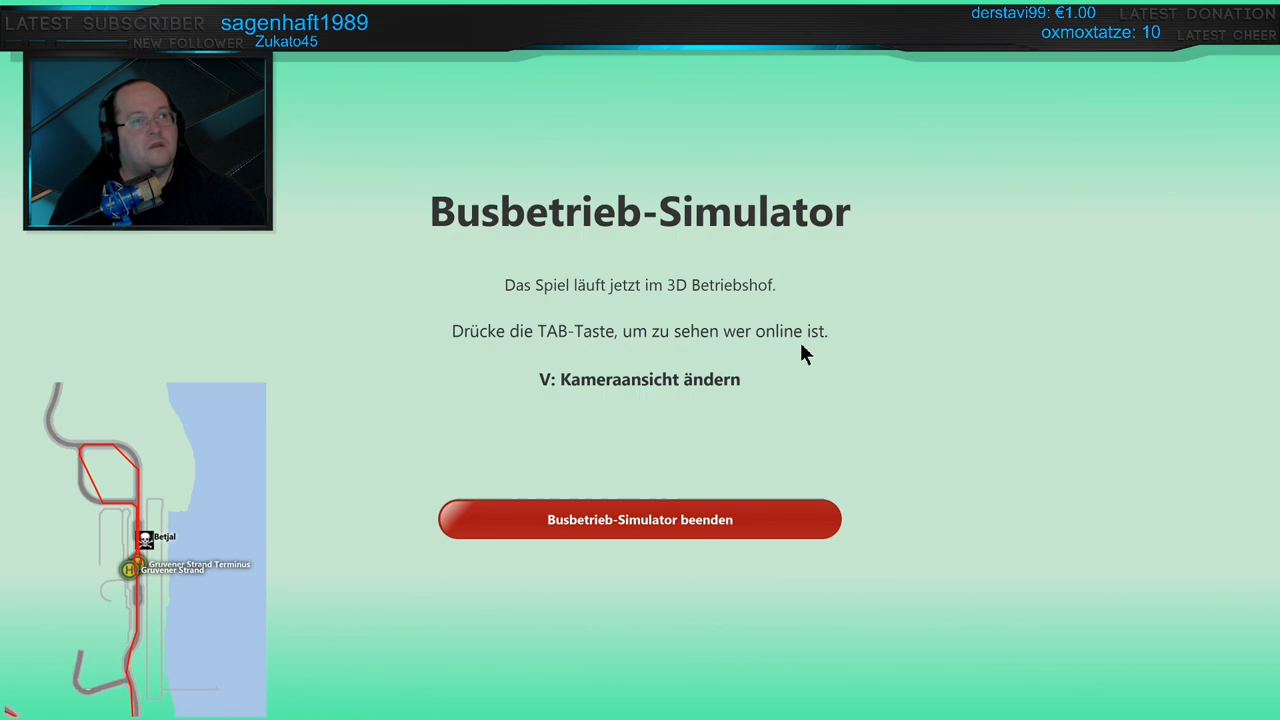 LATEST SUBSCRIBER sagenhaft1989
NEW FOLLOWER Zukato45
derstavi99: €1.00 LATEST DONATION
oxmoxtatze: 10 LATEST CHEER
Busbetrieb-Simulator
Das Spiel läuft jetzt im 3D Betriebshof.
Drücke die TAB-Taste, um zu sehen wer online ist.
V: Kameraansicht ändern
Busbetrieb-Simulator beenden
Betjal
Gruvener Strand Terminus
H Gruvener Strand